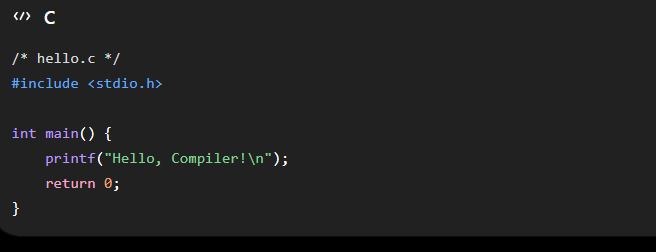 </> C
/* hello.c */
#include <stdio.h>
int main() {
    printf("Hello, Compiler!\n");
    return 0;
}